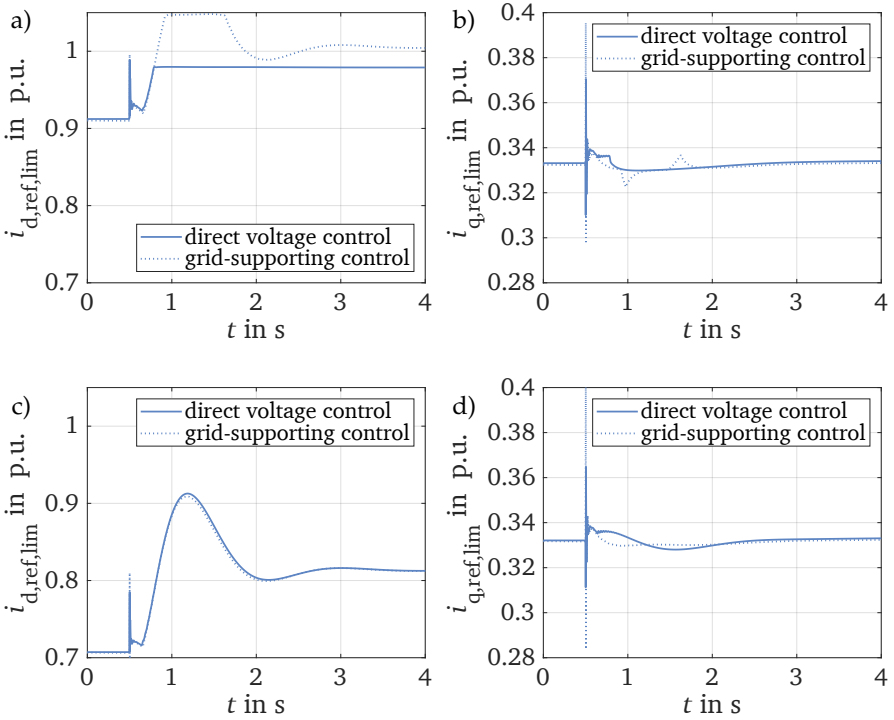 a)
i_d,ref,lim in p.u.
1
0.9
0.8
0.7
0 1 2 3 4
t in s
direct voltage control
grid-supporting control
b)
i_q,ref,lim in p.u.
0.4
0.38
0.36
0.34
0.32
0.3
0.28
0 1 2 3 4
t in s
direct voltage control
grid-supporting control
c)
i_d,ref,lim in p.u.
1
0.9
0.8
0.7
0 1 2 3 4
t in s
direct voltage control
grid-supporting control
d)
i_q,ref,lim in p.u.
0.4
0.38
0.36
0.34
0.32
0.3
0.28
0 1 2 3 4
t in s
direct voltage control
grid-supporting control